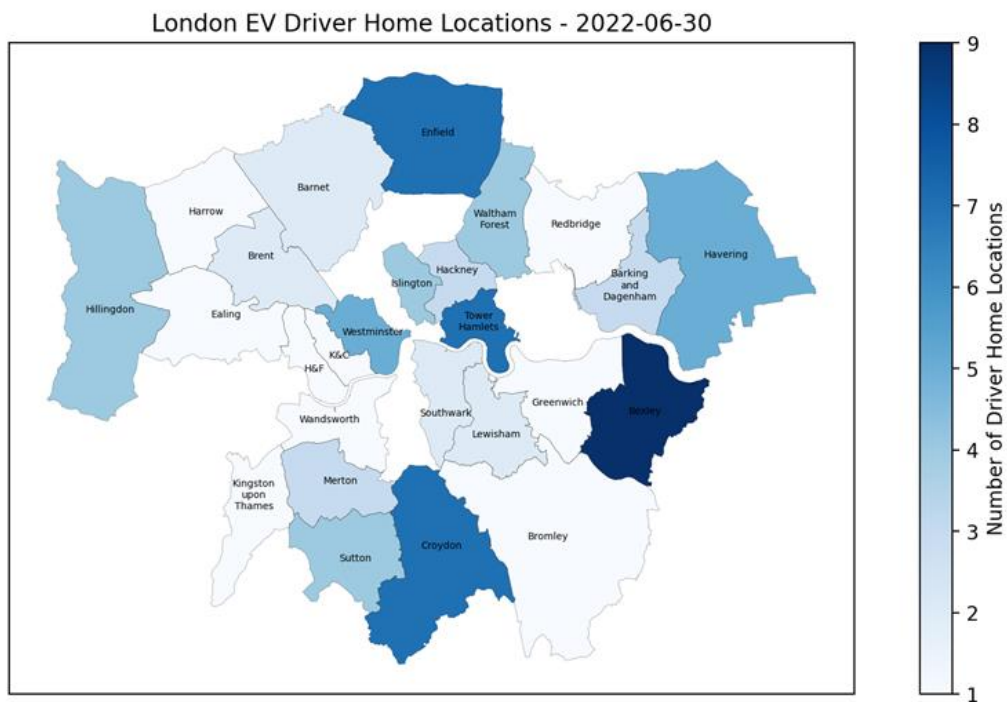 London EV Driver Home Locations - 2022-06-30
Enfield
Barnet
Harrow
Waltham
Forest
Redbridge
Havering
Brent
Hackney
Islington
Barking
and
Dagenham
Hillingdon
Ealing
Westminster
Tower
Hamlets
K&C
H&F
Wandsworth
Southwark
Greenwich
Bexley
Lewisham
Kingston
upon
Thames
Merton
Sutton
Croydon
Bromley
9
8
7
6
5
4
3
2
1
Number of Driver Home Locations